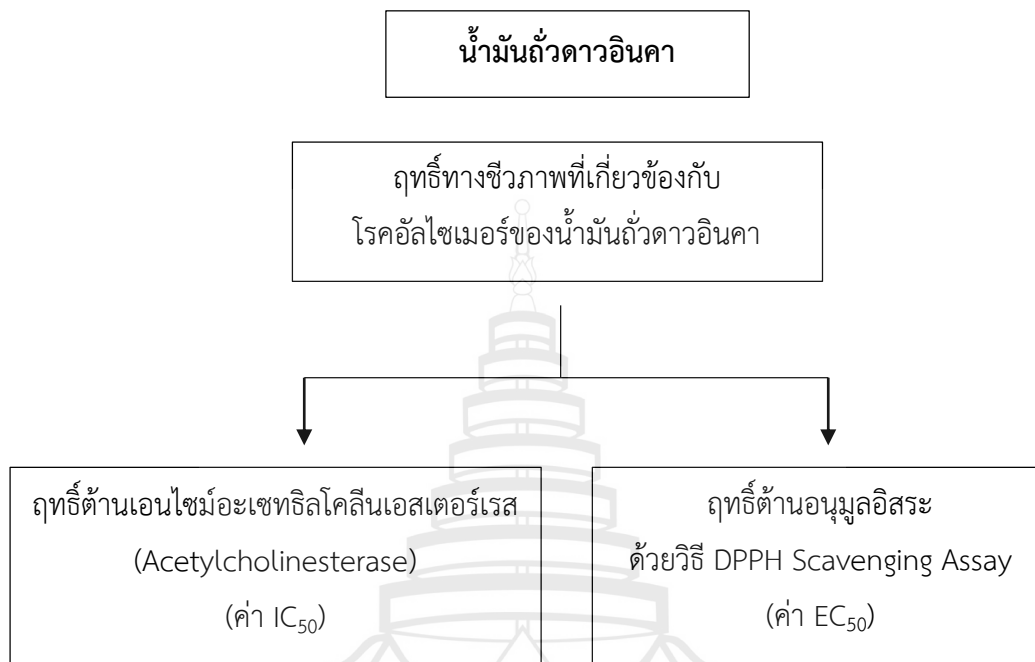 น้ำมันถั่วดาวอินคา
ฤทธิ์ทางชีวภาพที่เกี่ยวข้องกับ
โรคอัลไซเมอร์ของน้ำมันถั่วดาวอินคา
ฤทธิ์ต้านเอนไซม์อะเซทธิลโคลีนเอสเตอร์เรส
(Acetylcholinesterase)
(ค่า IC₅₀)
ฤทธิ์ต้านอนุมูลอิสระ
ด้วยวิธี DPPH Scavenging Assay
(ค่า EC₅₀)